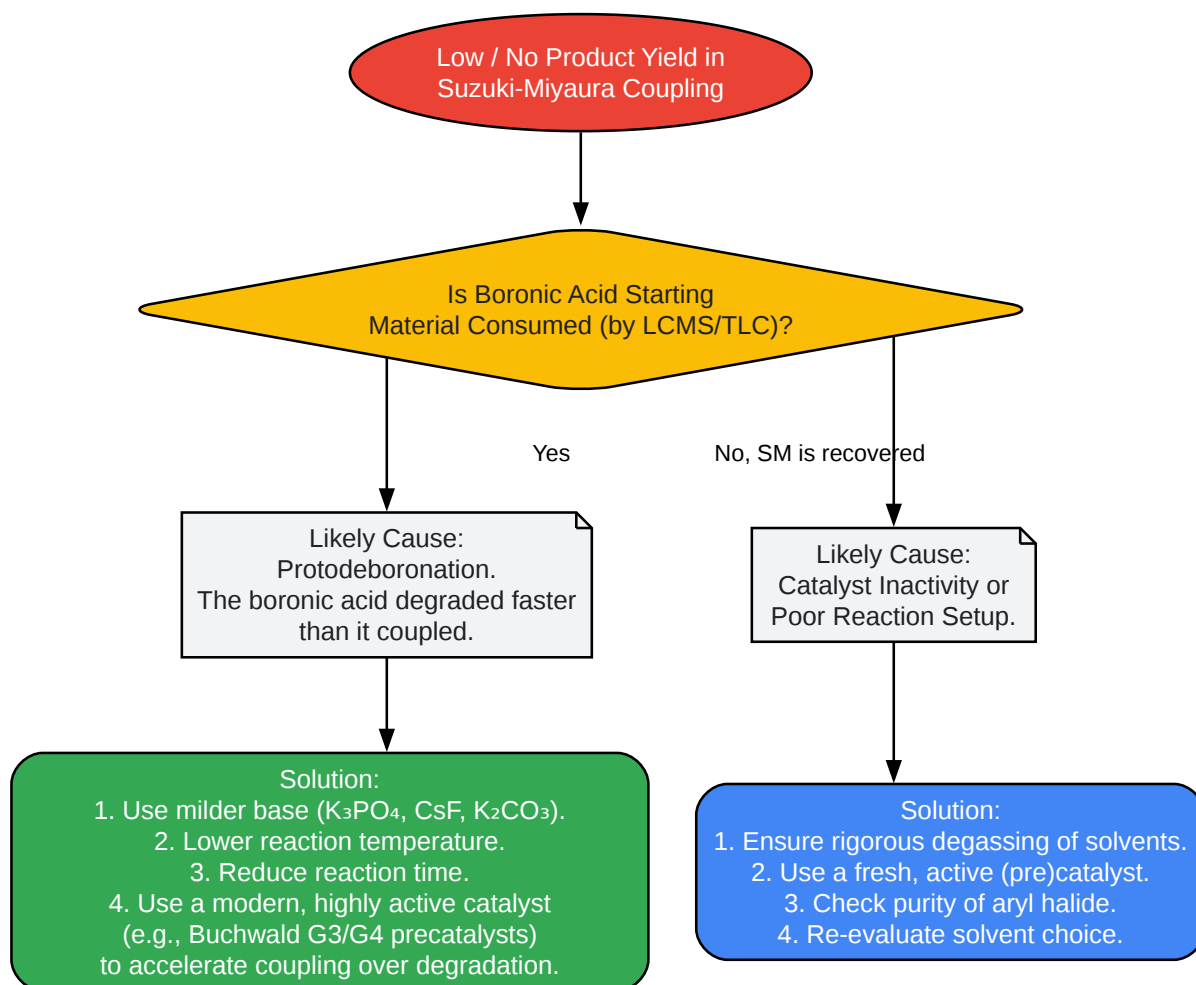 Low / No Product Yield in
Suzuki-Miyaura Coupling
Is Boronic Acid Starting
Material Consumed (by LCMS/TLC)?
Yes
No, SM is recovered
Likely Cause:
Protodeboronation.
The boronic acid degraded faster
than it coupled.
Likely Cause:
Catalyst Inactivity or
Poor Reaction Setup.
Solution:
1. Use milder base (K₃PO₄, CsF, K₂CO₃).
2. Lower reaction temperature.
3. Reduce reaction time.
4. Use a modern, highly active catalyst
(e.g., Buchwald G3/G4 precatalysts)
to accelerate coupling over degradation.
Solution:
1. Ensure rigorous degassing of solvents.
2. Use a fresh, active (pre)catalyst.
3. Check purity of aryl halide.
4. Re-evaluate solvent choice.